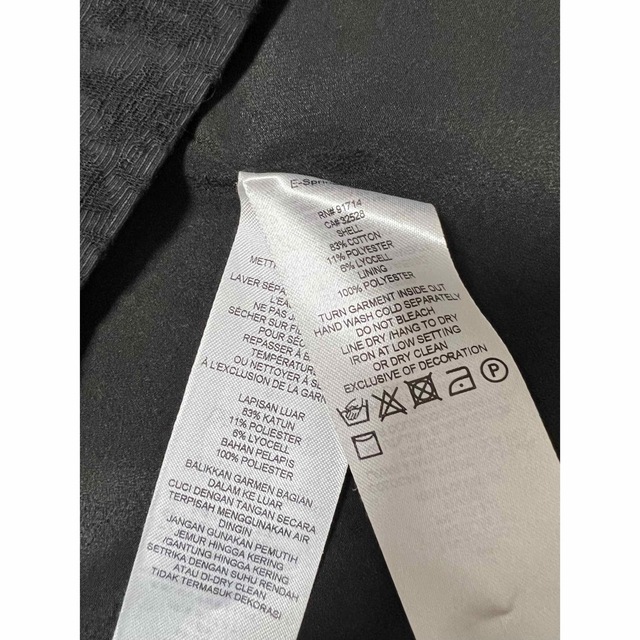 E-Spri
RN# 91714
CA# 32528
SHELL
83% COTTON
11% POLYESTER
6% LYOCELL
LINING
100% POLYESTER
TURN GARMENT INSIDE OUT
HAND WASH COLD SEPARATELY
DO NOT BLEACH
LINE DRY /HANG TO DRY
IRON AT LOW SETTING
OR DRY CLEAN
EXCLUSIVE OF DECORATION
METT
LAVER SÉPA
L'EA
NE PAS J
SÉCHER SUR FI
POUR SÉC
REPASSER À B
TEMPÉRATUR
OU NETTOYER À S
À L'EXCLUSION DE LA GARN
LAPISAN LUAR
83% KATUN
11% POLIESTER
6% LYOCELL
BAHAN PELAPIS
100% POLIESTER
BALIKKAN GARMEN BAGIAN
DALAM KE LUAR
CUCI DENGAN TANGAN SECARA
TERPISAH MENGGUNAKAN AIR
DINGIN
JANGAN GUNAKAN PEMUTIH
JEMUR HINGGA KERING
/GANTUNG HINGGA KERING
SETRIKA DENGAN SUHU RENDAH
ATAU DI-DRY CLEAN
TIDAK TERMASUK DEKORASI